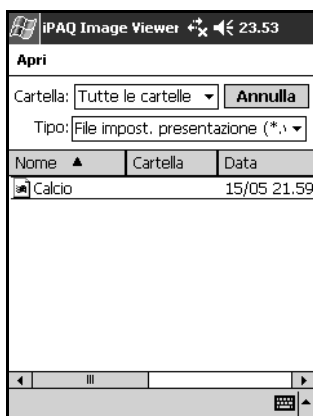 iPAQ Image Viewer 23.53
Apri
Cartella: Tutte le cartelle Annulla
Tipo: File impost. presentazione (*.v
Nome Cartella Data
Calcio 15/05 21.59